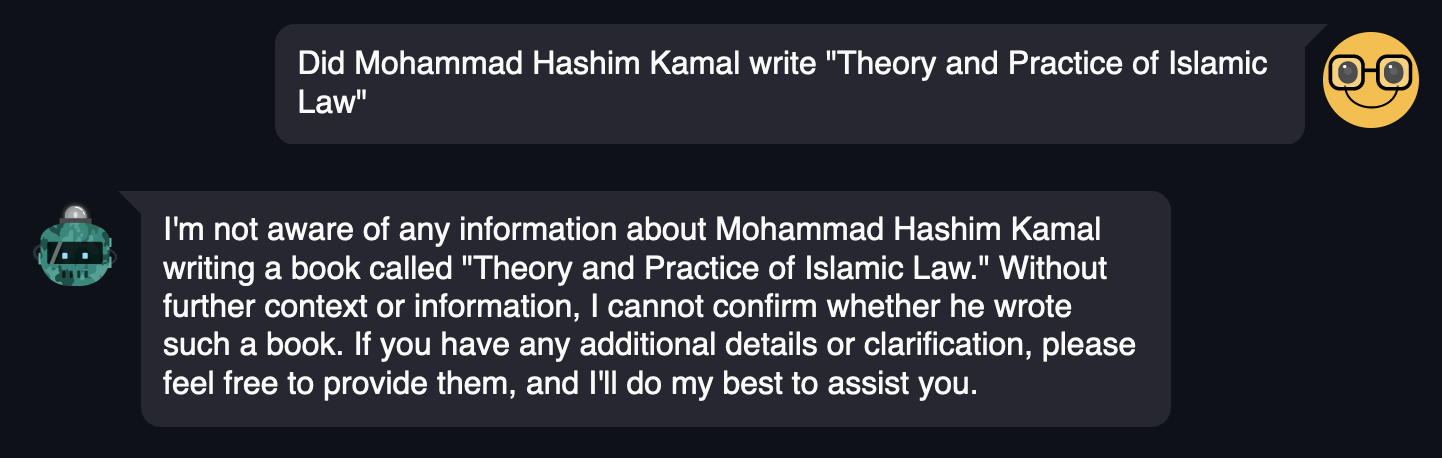 Did Mohammad Hashim Kamal write "Theory and Practice of Islamic
Law"
I'm not aware of any information about Mohammad Hashim Kamal
writing a book called "Theory and Practice of Islamic Law." Without
further context or information, I cannot confirm whether he wrote
such a book. If you have any additional details or clarification, please
feel free to provide them, and I'll do my best to assist you.